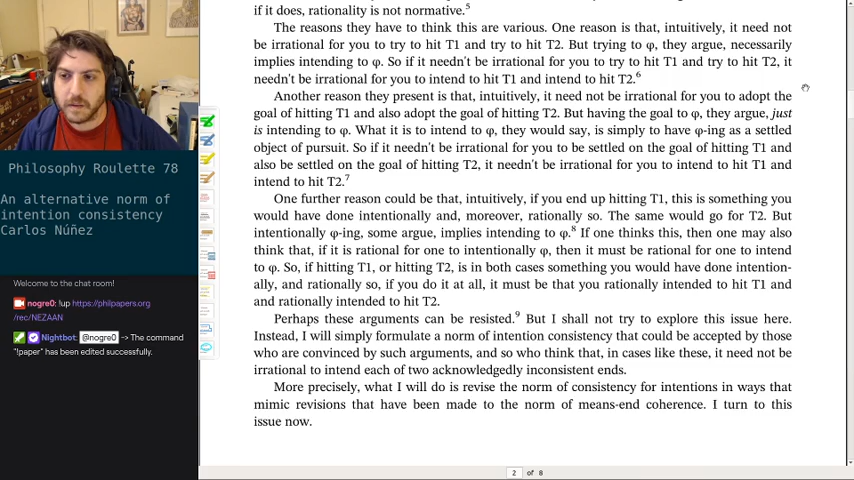 if it does, rationality is not normative.5
The reasons they have to think this are various. One reason is that, intuitively, it need not
be irrational for you to try to hit T1 and try to hit T2. But trying to φ, they argue, necessarily
implies intending to φ. So if it needn't be irrational for you to try to hit T1 and try to hit T2, it
needn't be irrational for you to intend to hit T1 and intend to hit T2.6
Another reason they present is that, intuitively, it need not be irrational for you to adopt the
goal of hitting T1 and also adopt the goal of hitting T2. But having the goal to φ, they argue, just
is intending to φ. What it is to intend to φ, they would say, is simply to have φ-ing as a settled
object of pursuit. So if it needn't be irrational for you to be settled on the goal of hitting T1 and
also be settled on the goal of hitting T2, it needn't be irrational for you to intend to hit T1 and
intend to hit T2.7
One further reason could be that, intuitively, if you end up hitting T1, this is something you
would have done intentionally and, moreover, rationally so. The same would go for T2. But
intentionally φ-ing, some argue, implies intending to φ.8 If one thinks this, then one may also
think that, if it is rational for one to intentionally φ, then it must be rational for one to intend
to φ. So, if hitting T1, or hitting T2, is in both cases something you would have done intention-
ally, and rationally so, if you do it at all, it must be that you rationally intended to hit T1 and
and rationally intended to hit T2.
Perhaps these arguments can be resisted.9 But I shall not try to explore this issue here.
Instead, I will simply formulate a norm of intention consistency that could be accepted by those
who are convinced by such arguments, and so who think that, in cases like these, it need not be
irrational to intend each of two acknowledgedly inconsistent ends.
More precisely, what I will do is revise the norm of consistency for intentions in ways that
mimic revisions that have been made to the norm of means-end coherence. I turn to this
issue now.
2 of 8
Philosophy Roulette 78
An alternative norm of
intention consistency
Carlos Núñez
Welcome to the chat room!
nogre0: !up https://philpapers.org
/rec/NEZAAN
Nightbot: @nogre0 -> The command
"!paper" has been edited successfully.